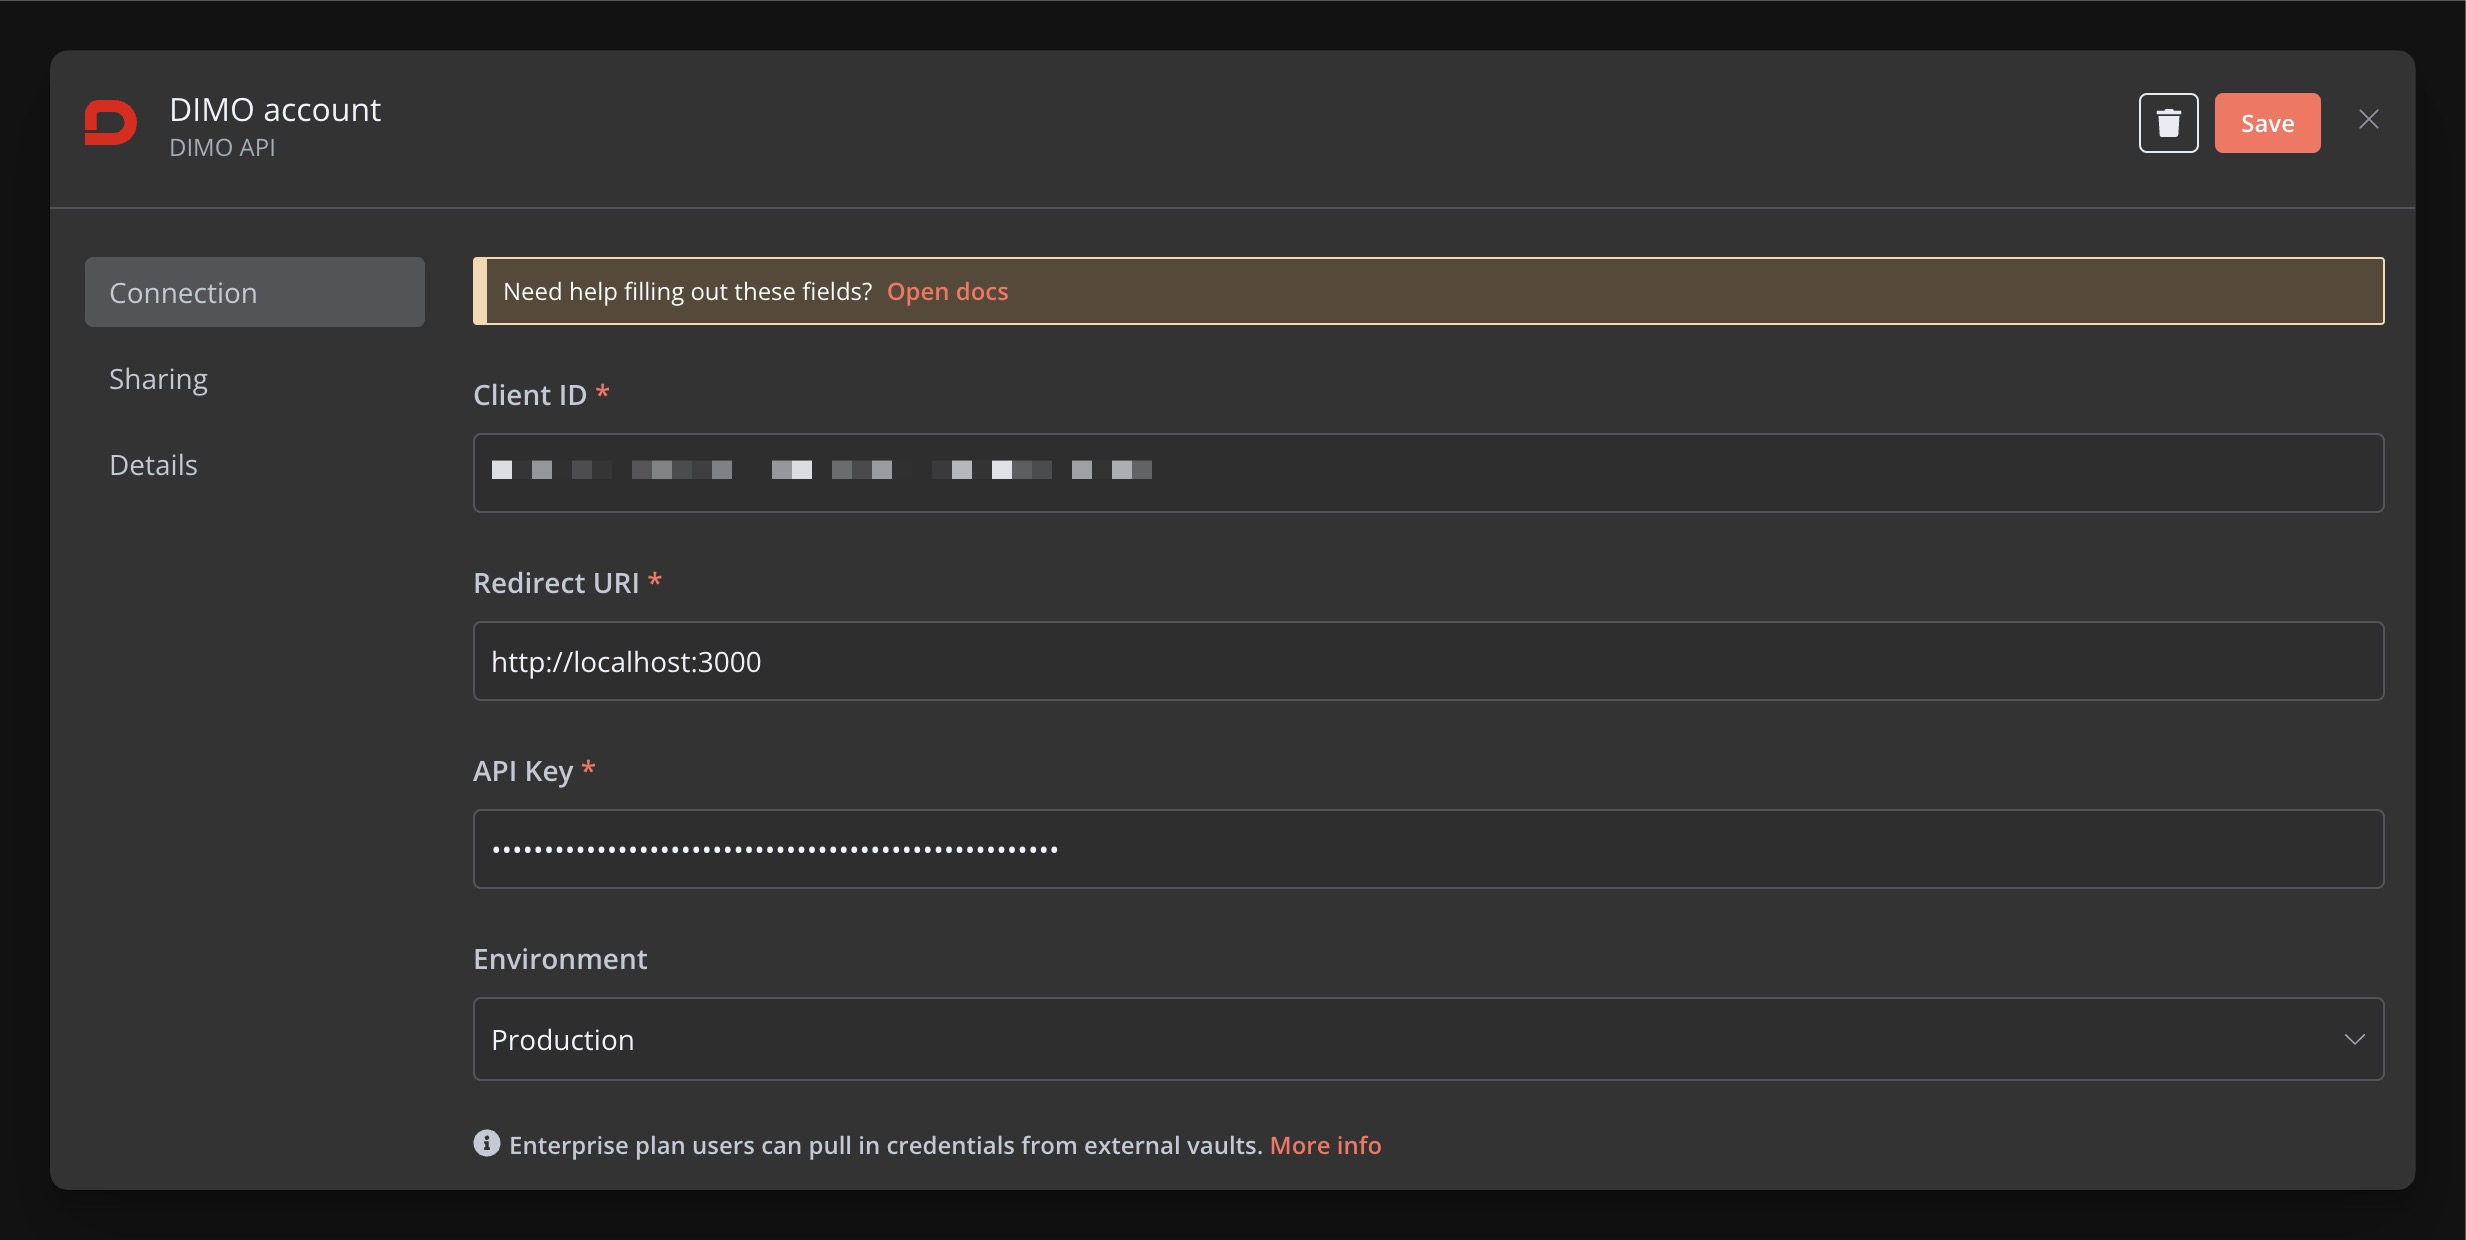 DIMO account
DIMO API
Save
Connection
Sharing
Details
Need help filling out these fields? Open docs
Client ID *
Redirect URI *
http://localhost:3000
API Key *
Environment
Production
Enterprise plan users can pull in credentials from external vaults. More info